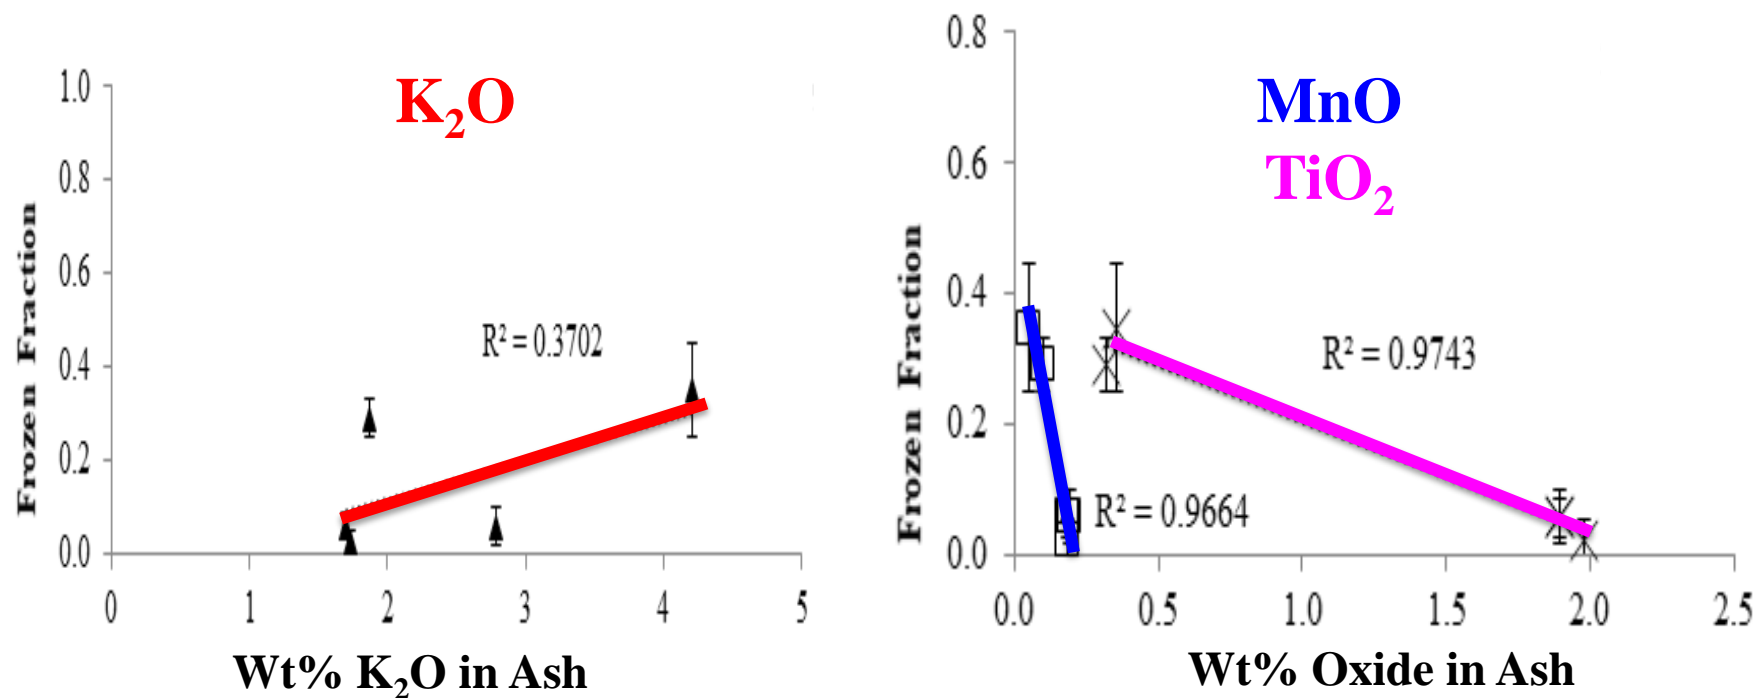 K₂O
1.0
0.8
0.6
0.4
0.2
0.0
Frozen Fraction
R² = 0.3702
0 1 2 3 4 5
Wt% K₂O in Ash
MnO
TiO₂
0.8
0.6
0.4
0.2
0.0
Frozen Fraction
R² = 0.9743
R² = 0.9664
0.0 0.5 1.0 1.5 2.0 2.5
Wt% Oxide in Ash